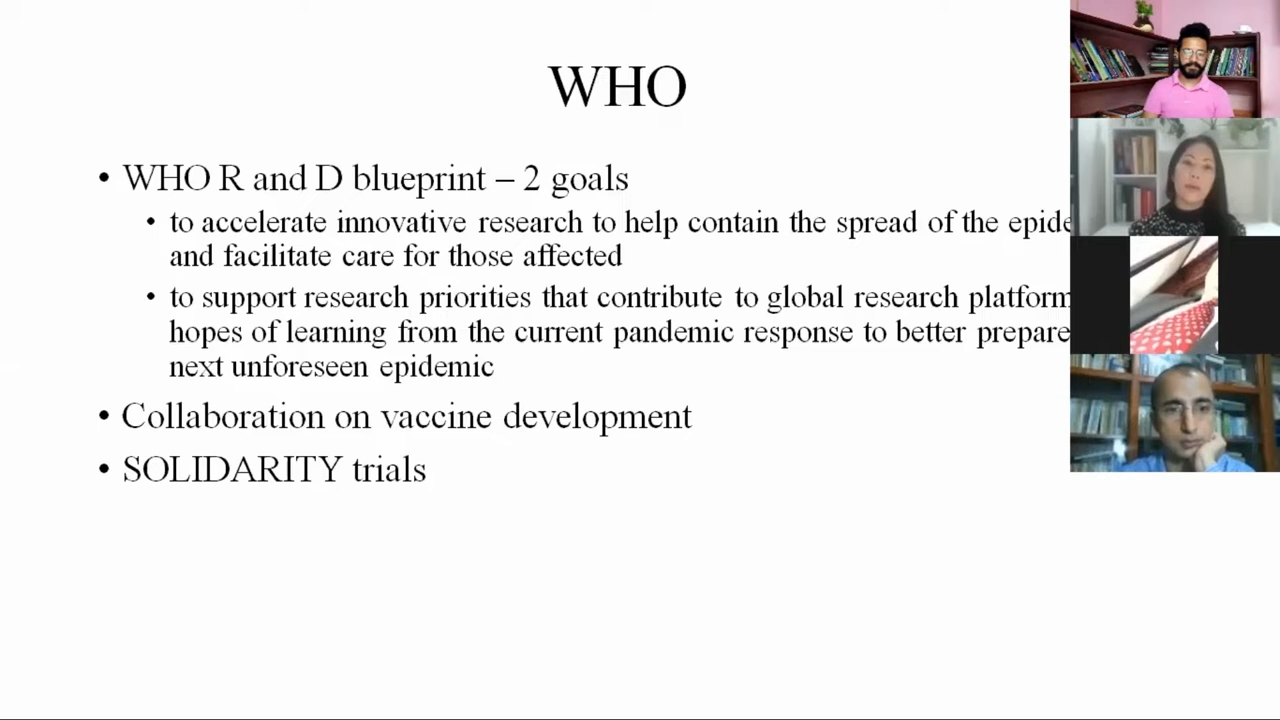 WHO
• WHO R and D blueprint – 2 goals
• to accelerate innovative research to help contain the spread of the
and facilitate care for those affected
• to support research priorities that contribute to global research
hopes of learning from the current pandemic response to better prepare
next unforeseen epidemic
• Collaboration on vaccine development
• SOLIDARITY trials